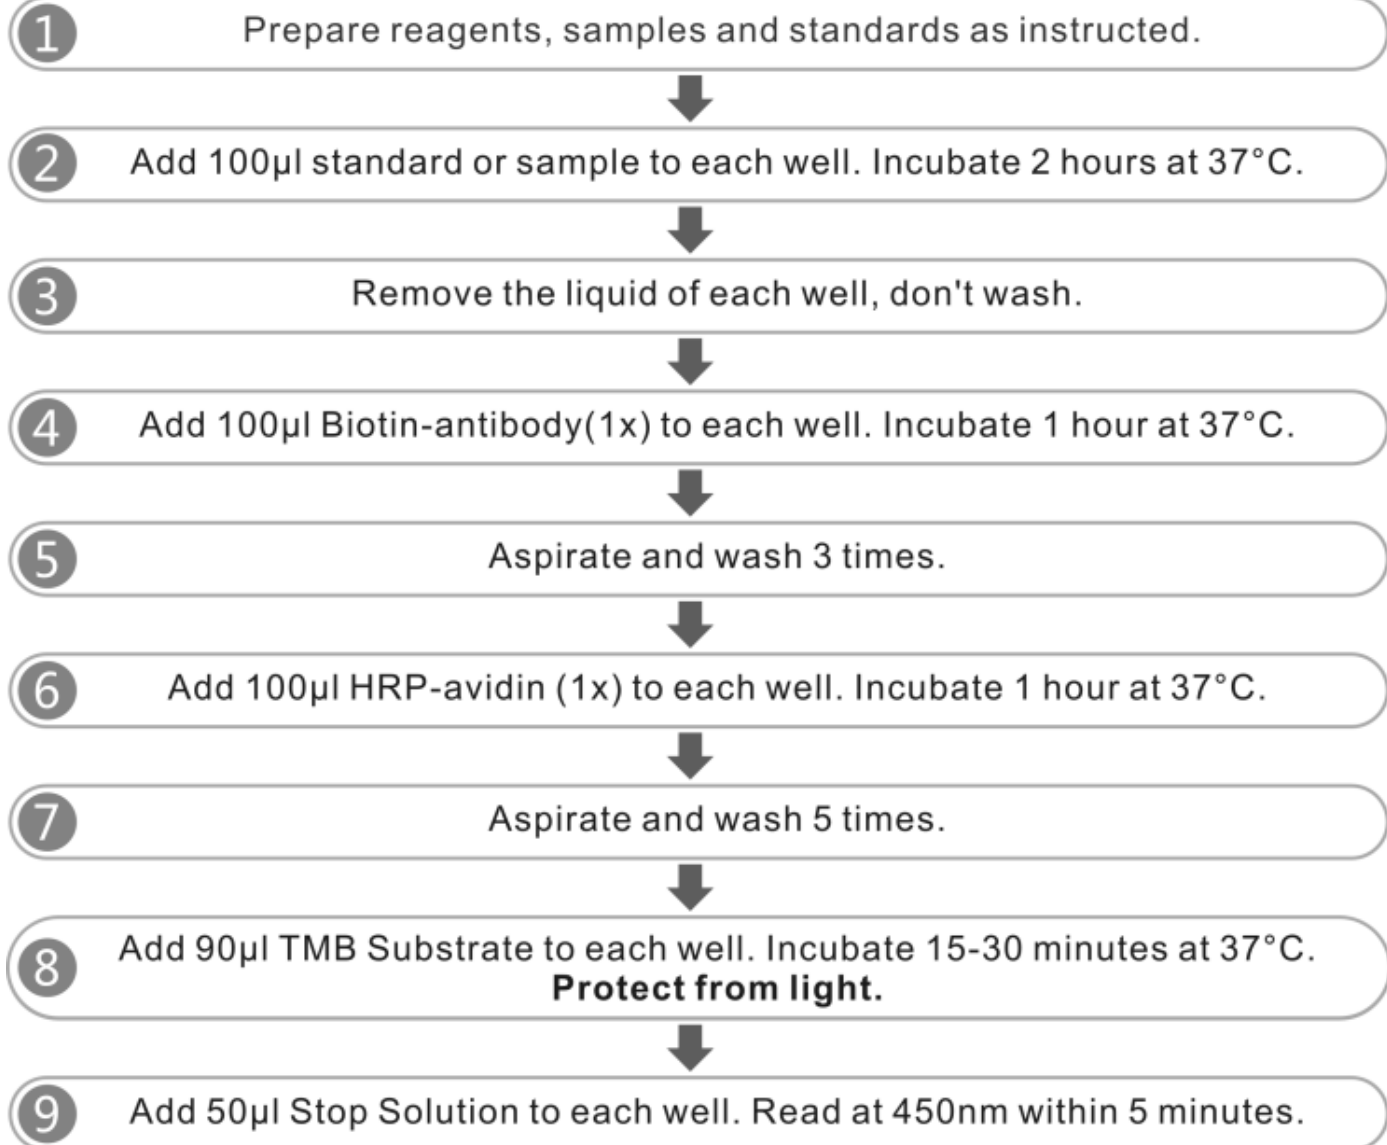 1 Prepare reagents, samples and standards as instructed.
2 Add 100μl standard or sample to each well. Incubate 2 hours at 37°C.
3 Remove the liquid of each well, don't wash.
4 Add 100μl Biotin-antibody(1x) to each well. Incubate 1 hour at 37°C.
5 Aspirate and wash 3 times.
6 Add 100μl HRP-avidin (1x) to each well. Incubate 1 hour at 37°C.
7 Aspirate and wash 5 times.
8 Add 90μl TMB Substrate to each well. Incubate 15-30 minutes at 37°C.
Protect from light.
9 Add 50μl Stop Solution to each well. Read at 450nm within 5 minutes.